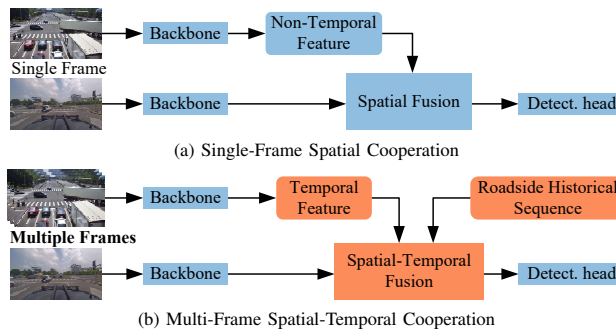 Backbone
Non-Temporal
Feature
Single Frame
Backbone
Spatial Fusion
Detect. head
(a) Single-Frame Spatial Cooperation
Backbone
Temporal
Feature
Roadside Historical
Sequence
Multiple Frames
Backbone
Spatial-Temporal
Fusion
Detect. head
(b) Multi-Frame Spatial-Temporal Cooperation